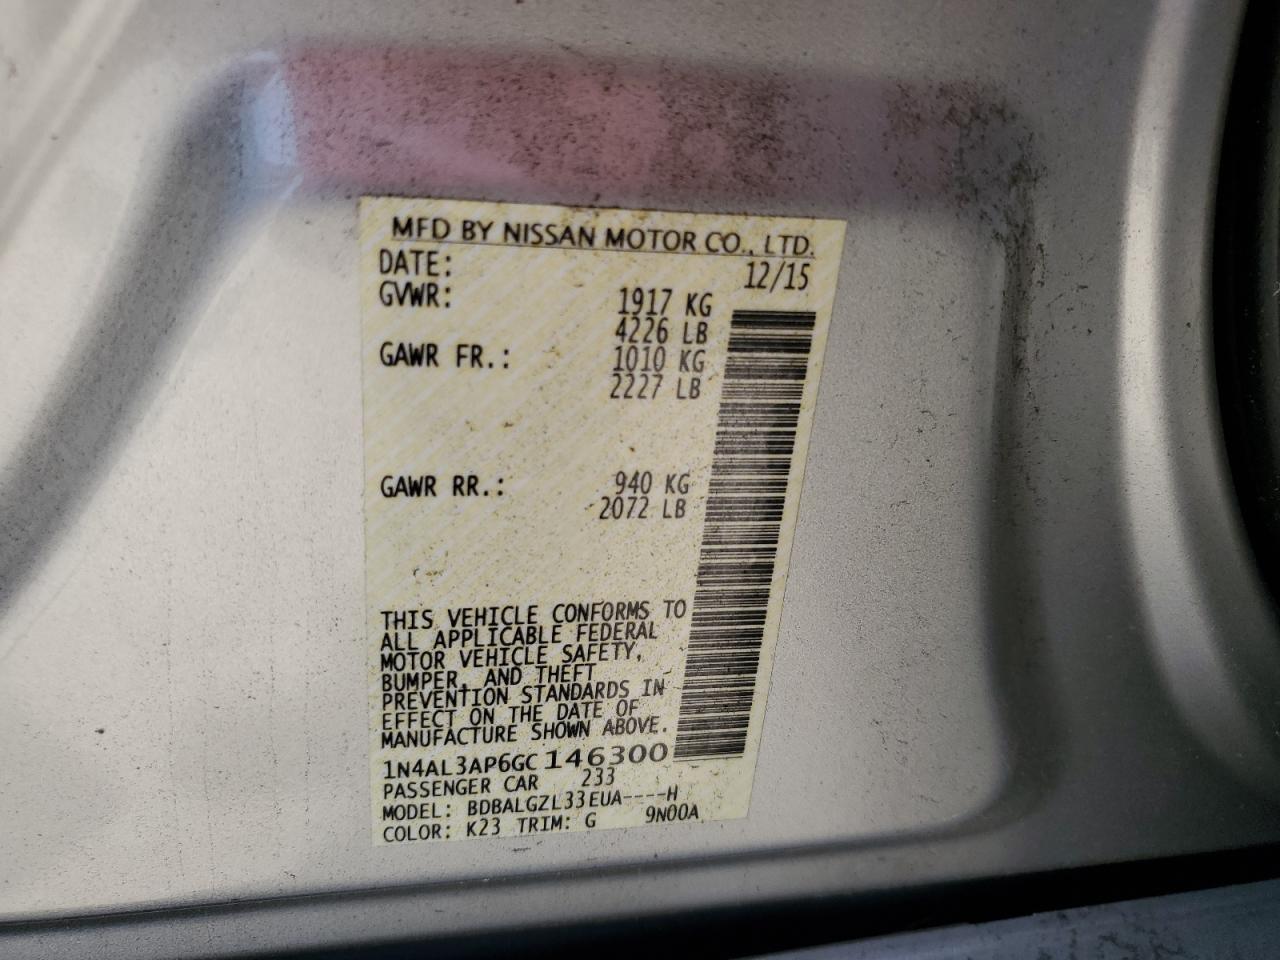 MFD BY NISSAN MOTOR CO., LTD.
DATE: 12/15
GVWR: 1917 KG
4226 LB
GAWR FR.: 1010 KG
2227 LB
GAWR RR.: 940 KG
2072 LB
THIS VEHICLE CONFORMS TO
ALL APPLICABLE FEDERAL
MOTOR VEHICLE SAFETY,
BUMPER, AND THEFT
PREVENTION STANDARDS IN
EFFECT ON THE DATE OF
MANUFACTURE SHOWN ABOVE.
1N4AL3AP6GC146300
PASSENGER CAR 233
MODEL: BDBALGZL33EUA----H
COLOR: K23 TRIM: G 9N00A